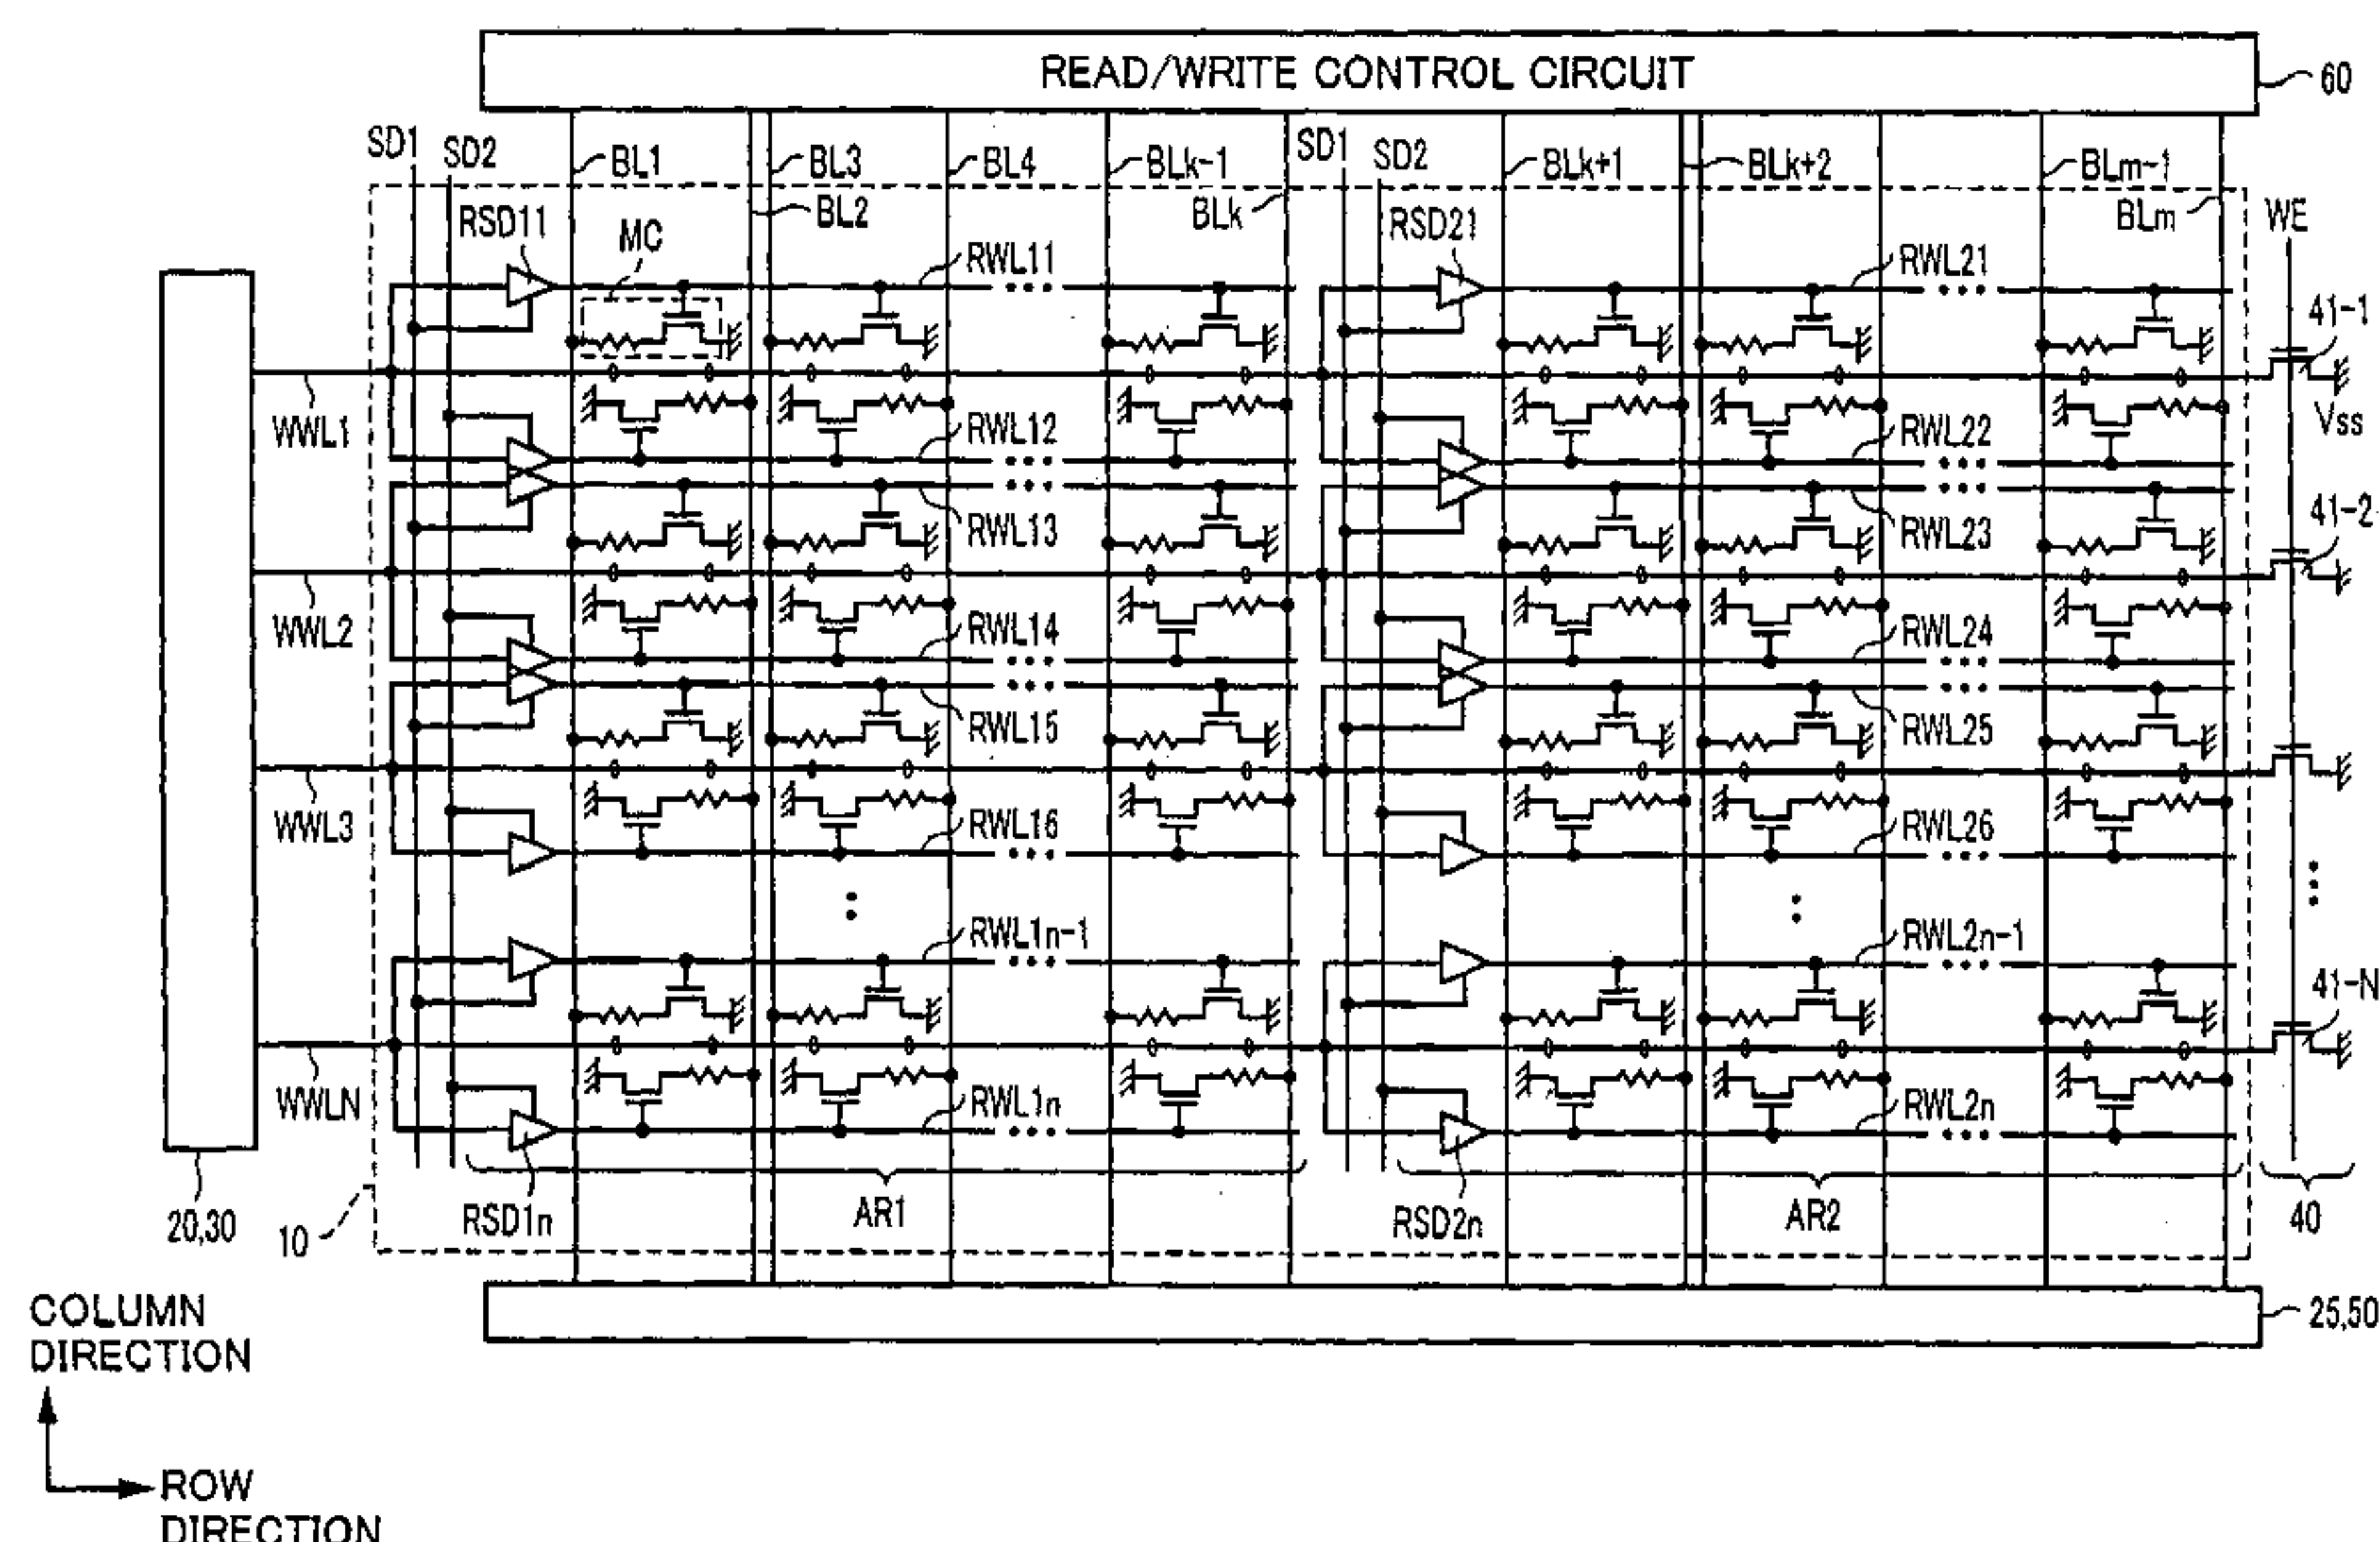 READ/WRITE CONTROL CIRCUIT
60
SD1
SD2
BL1
BL3
BL4
BLk-1
SD1
SD2
BLk+1
BLk+2
BLm-1
RSD11
MC
BL2
BLk
RSD21
BLm
WE
RWL11
RWL21
41-1
WWL1
RWL12
RWL22
Vss
RWL13
RWL23
41-2
WWL2
RWL14
RWL24
RWL15
RWL25
WWL3
RWL16
RWL26
RWL1n-1
RWL2n-1
41-N
WWLN
RWL1n
RWL2n
20,30
10
RSD1n
AR1
RSD2n
AR2
40
COLUMN
DIRECTION
25,50
ROW
DIRECTION